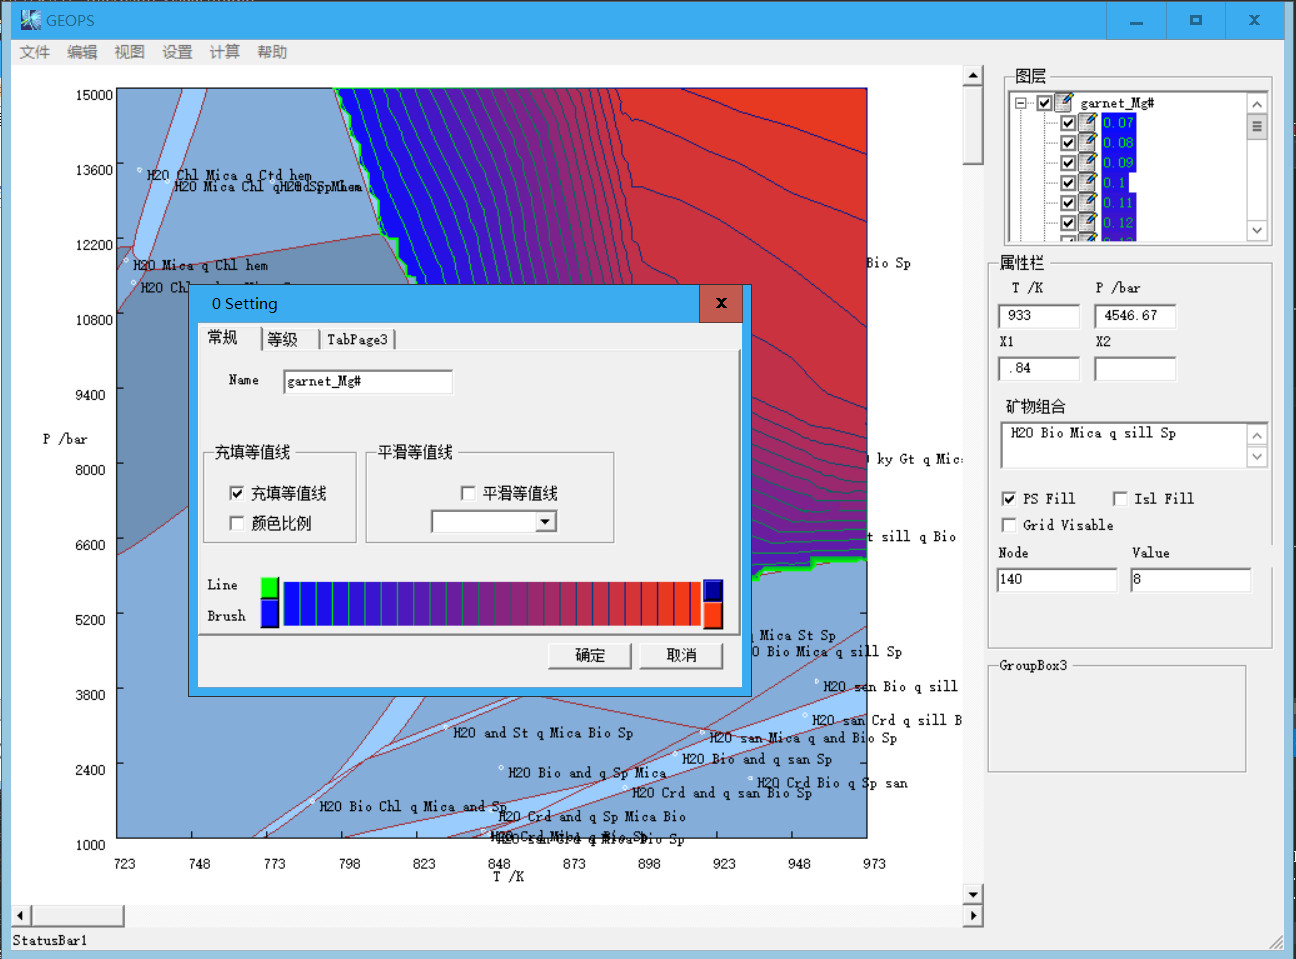 GEOPS
文件 编辑 视图 设置 计算 帮助
15000
13600
12200
10800
9400
P /bar
8000
6600
5200
3800
2400
1000
723 748 773 798 823 848 873 898 923 948 973
T /K
H2O Chl Mica q Ctd hem
H2O Mica Chl q
H2O Mica q Chl hem
H2O Ch
Bio Sp
ky Gt q Mic
t sill q Bio
q Mica St Sp
O Bio Mica q sill Sp
H2O san Bio q sill
H2O san Crd q sill B
H2O and St q Mica Bio Sp
H2O san Mica q and Bio Sp
H2O Bio and q san Sp
H2O Bio and q Sp Mica
H2O Crd Bio q Sp san
H2O Crd and q san Bio Sp
H2O Bio Chl q Mica and Sp
H2O Crd and q Sp Mica Bio
0 Setting
x
常规 等级 TabPage3
Name garnet_Mg#
充填等值线
充填等值线
颜色比例
平滑等值线
平滑等值线
Line
Brush
确定 取消
图层
garnet_Mg#
0.07
0.08
0.09
0.1
0.11
0.12
属性栏
T /K P /bar
933 4546.67
X1 X2
.84
矿物组合
H2O Bio Mica q sill Sp
PS Fill Isl Fill
Grid Visable
Node Value
140 8
GroupBox3
StatusBar1